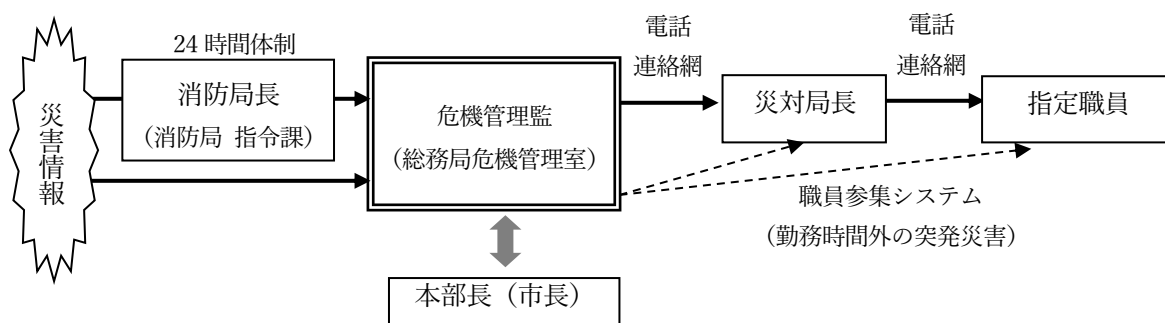 災害情報
24 時間体制
消防局長
（消防局 指令課）
危機管理監
（総務局危機管理室）
本部長（市長）
電話
連絡網
災対局長
電話
連絡網
指定職員
職員参集システム
（勤務時間外の突発災害）